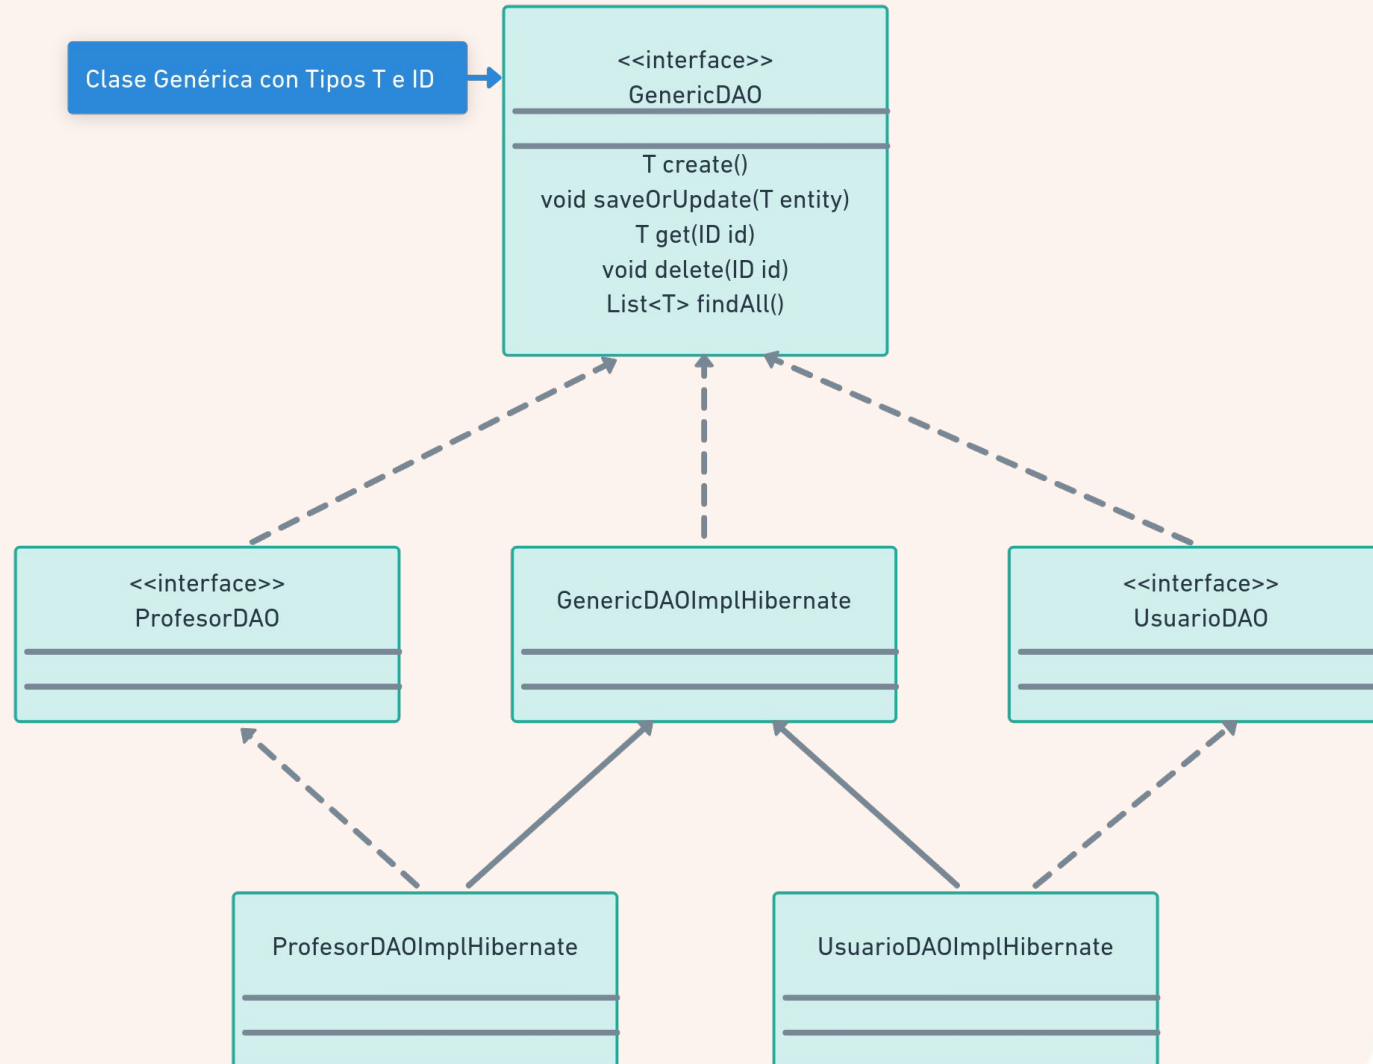 Clase Genérica con Tipos T e ID
<<interface>>
GenericDAO
T create()
void saveOrUpdate(T entity)
T get(ID id)
void delete(ID id)
List<T> findAll()
<<interface>>
ProfesorDAO
GenericDAOImplHibernate
<<interface>>
UsuarioDAO
ProfesorDAOImplHibernate
UsuarioDAOImplHibernate